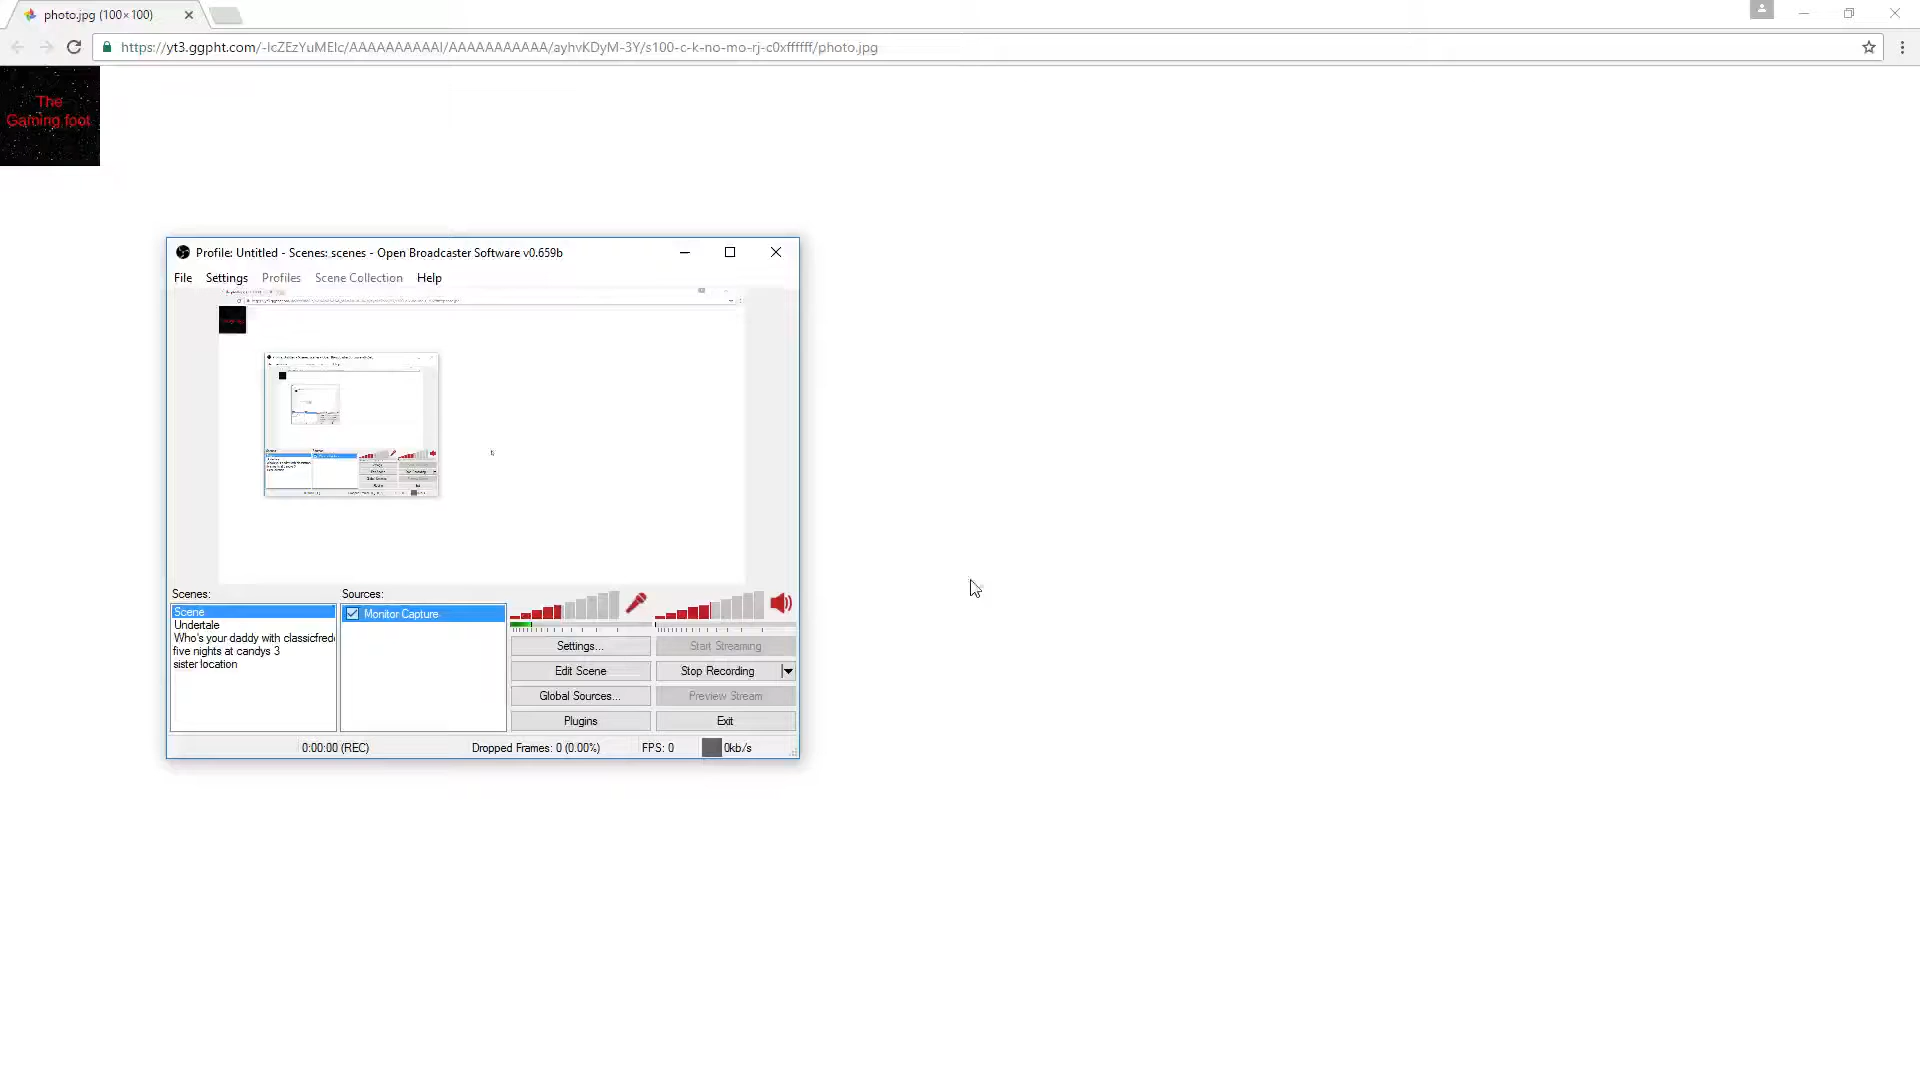 photo.jpg (100×100)
https://yt3.ggpht.com/-IcZEzYuMEIc/AAAAAAAAAAI/AAAAAAAAAAA/ayhvKDyM-3Y/s100-c-k-no-mo-rj-c0xffffff/photo.jpg
The
Gaming foot
Profile: Untitled - Scenes: scenes - Open Broadcaster Software v0.659b
File Settings Profiles Scene Collection Help
Scenes: Sources:
Scene
Undertale
Who's your daddy with classicfrede
five nights at candys 3
sister location
Monitor Capture
Settings... Start Streaming
Edit Scene Stop Recording
Global Sources... Preview Stream
Plugins Exit
0:00:00 (REC) Dropped Frames: 0 (0.00%) FPS: 0 0kb/s